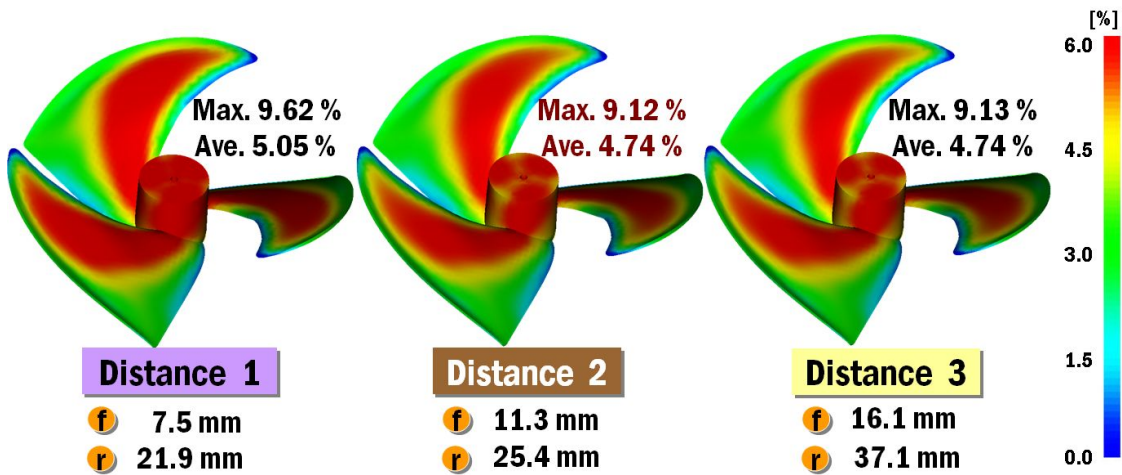 [%]
6.0
4.5
3.0
1.5
0.0
Max. 9.62 %
Ave. 5.05 %
Max. 9.12 %
Ave. 4.74 %
Max. 9.13 %
Ave. 4.74 %
Distance 1
f 7.5 mm
r 21.9 mm
Distance 2
f 11.3 mm
r 25.4 mm
Distance 3
f 16.1 mm
r 37.1 mm